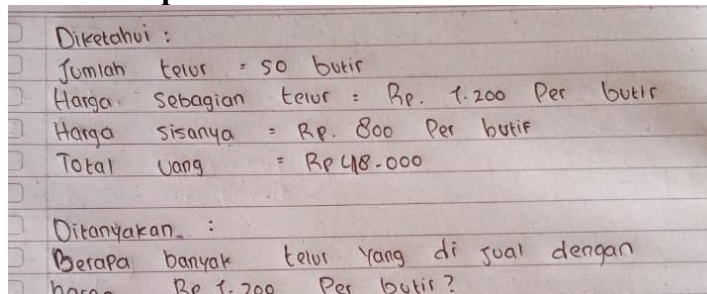 Diketahui :
Jumlah telur = 50 butir
Harga sebagian telur = Rp. 1.200 Per butir
Harga sisanya = Rp. 800 Per butir
Total uang = Rp 48.000
Ditanyakan :
Berapa banyak telur yang di jual dengan
harga Rp 1.200 Per butir?